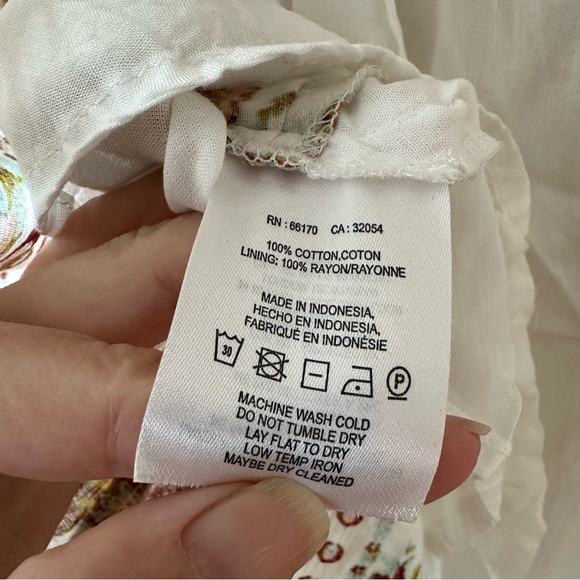 RN : 66170 CA : 32054
100% COTTON,COTON
LINING: 100% RAYON/RAYONNE
MADE IN INDONESIA,
HECHO EN INDONESIA,
FABRIQUÉ EN INDONÉSIE
30 P
MACHINE WASH COLD
DO NOT TUMBLE DRY
LAY FLAT TO DRY
LOW TEMP IRON
MAYBE DRY CLEANED